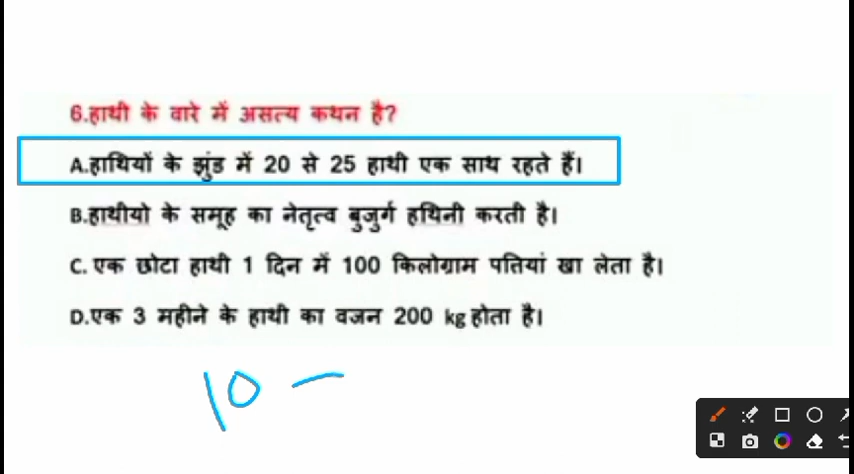 6.हाथी के वारे में असत्य कथन है?
A.हाथियों के झुंड में 20 से 25 हाथी एक साथ रहते हैं।
B.हाथीयो के समूह का नेतृत्व बुजुर्ग हथिनी करती है।
C. एक छोटा हाथी 1 दिन में 100 किलोग्राम पतियां खा लेता है।
D.एक 3 महीने के हाथी का वजन 200 kg होता है।
10 –